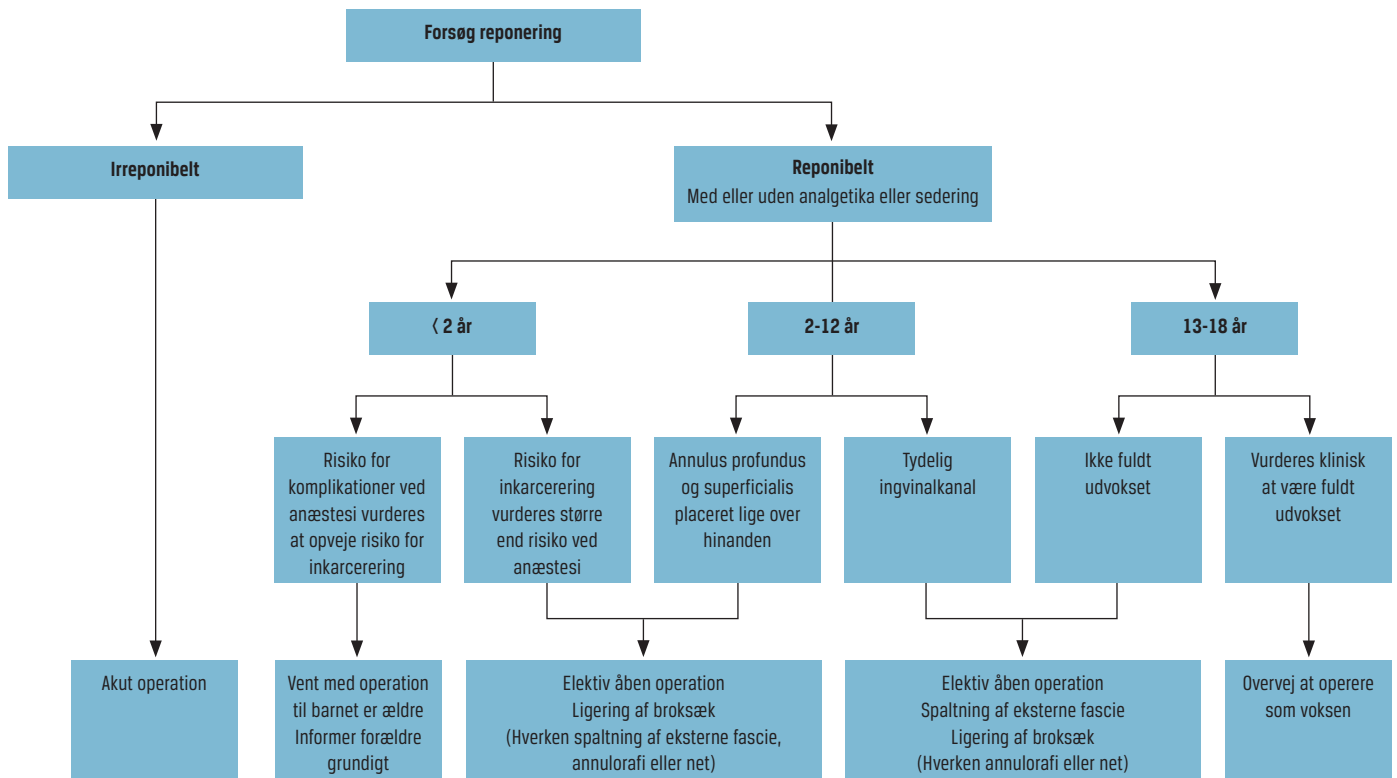 Forsøg reponering
Irreponibelt
Reponibelt
Med eller uden analgetika eller sedering
< 2 år
2-12 år
13-18 år
Risiko for
komplikationer ved
anæstesi vurderes
at opveje risiko for
inkarcerering
Risiko for
inkarcerering
vurderes større
end risiko ved
anæstesi
Annulus profundus
og superficialis
placeret lige over
hinanden
Tydelig
ingvinalkanal
Ikke fuldt
udvokset
Vurderes klinisk
at være fuldt
udvokset
Akut operation
Vent med operation
til barnet er ældre
Informer forældre
grundigt
Elektiv åben operation
Ligering af broksæk
(Hverken spaltning af eksterne fascie,
annulorafi eller net)
Elektiv åben operation
Spaltning af eksterne fascie
Ligering af broksæk
(Hverken annulorafi eller net)
Overvej at operere
som voksen